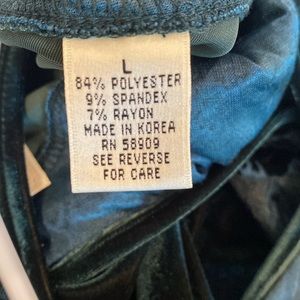 L
84% POLYESTER
9% SPANDEX
7% RAYON
MADE IN KOREA
RN 58909
SEE REVERSE
FOR CARE